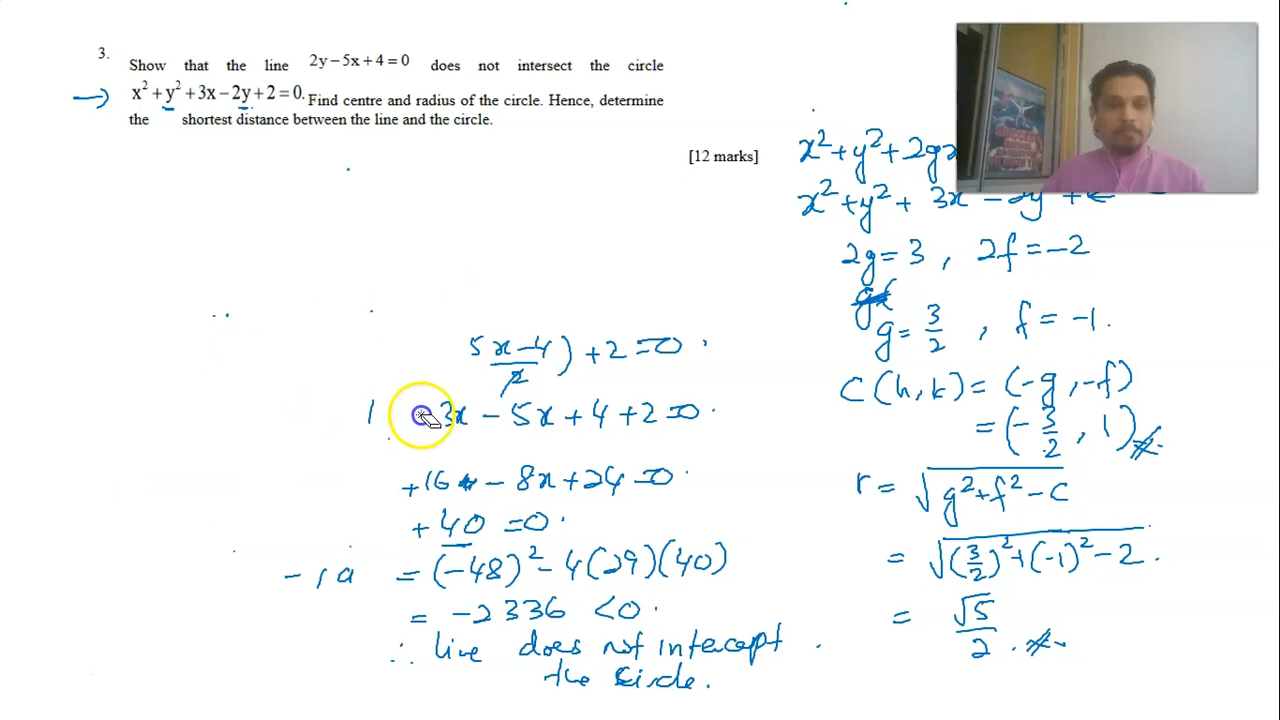 3.
Show that the line 2y−5x+4=0 does not intersect the circle
x²+y²+3x−2y+2=0. Find centre and radius of the circle. Hence, determine
the shortest distance between the line and the circle.
[12 marks]
5x−4/2) +2=0
1 3x − 5x + 4 + 2=0
+16 − 8x+24=0
+ 40 =0
= (−48)² − 4(29)(40)
= −2336 <0
∴ line does not intercept
the circle.
x²+y²+2gx
x²+y²+ 3x − 2y +
2g= 3 , 2f=−2
g= 3/2 , f= −1.
C(h,k)= (−g,−f)
= (−3/2, 1)
r= √g²+f²−c
= √(3/2)²+(−1)²−2
= √5/2